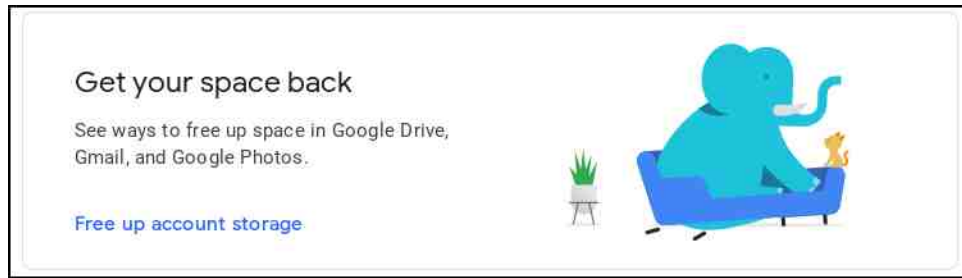 Get your space back
See ways to free up space in Google Drive,
Gmail, and Google Photos.
Free up account storage